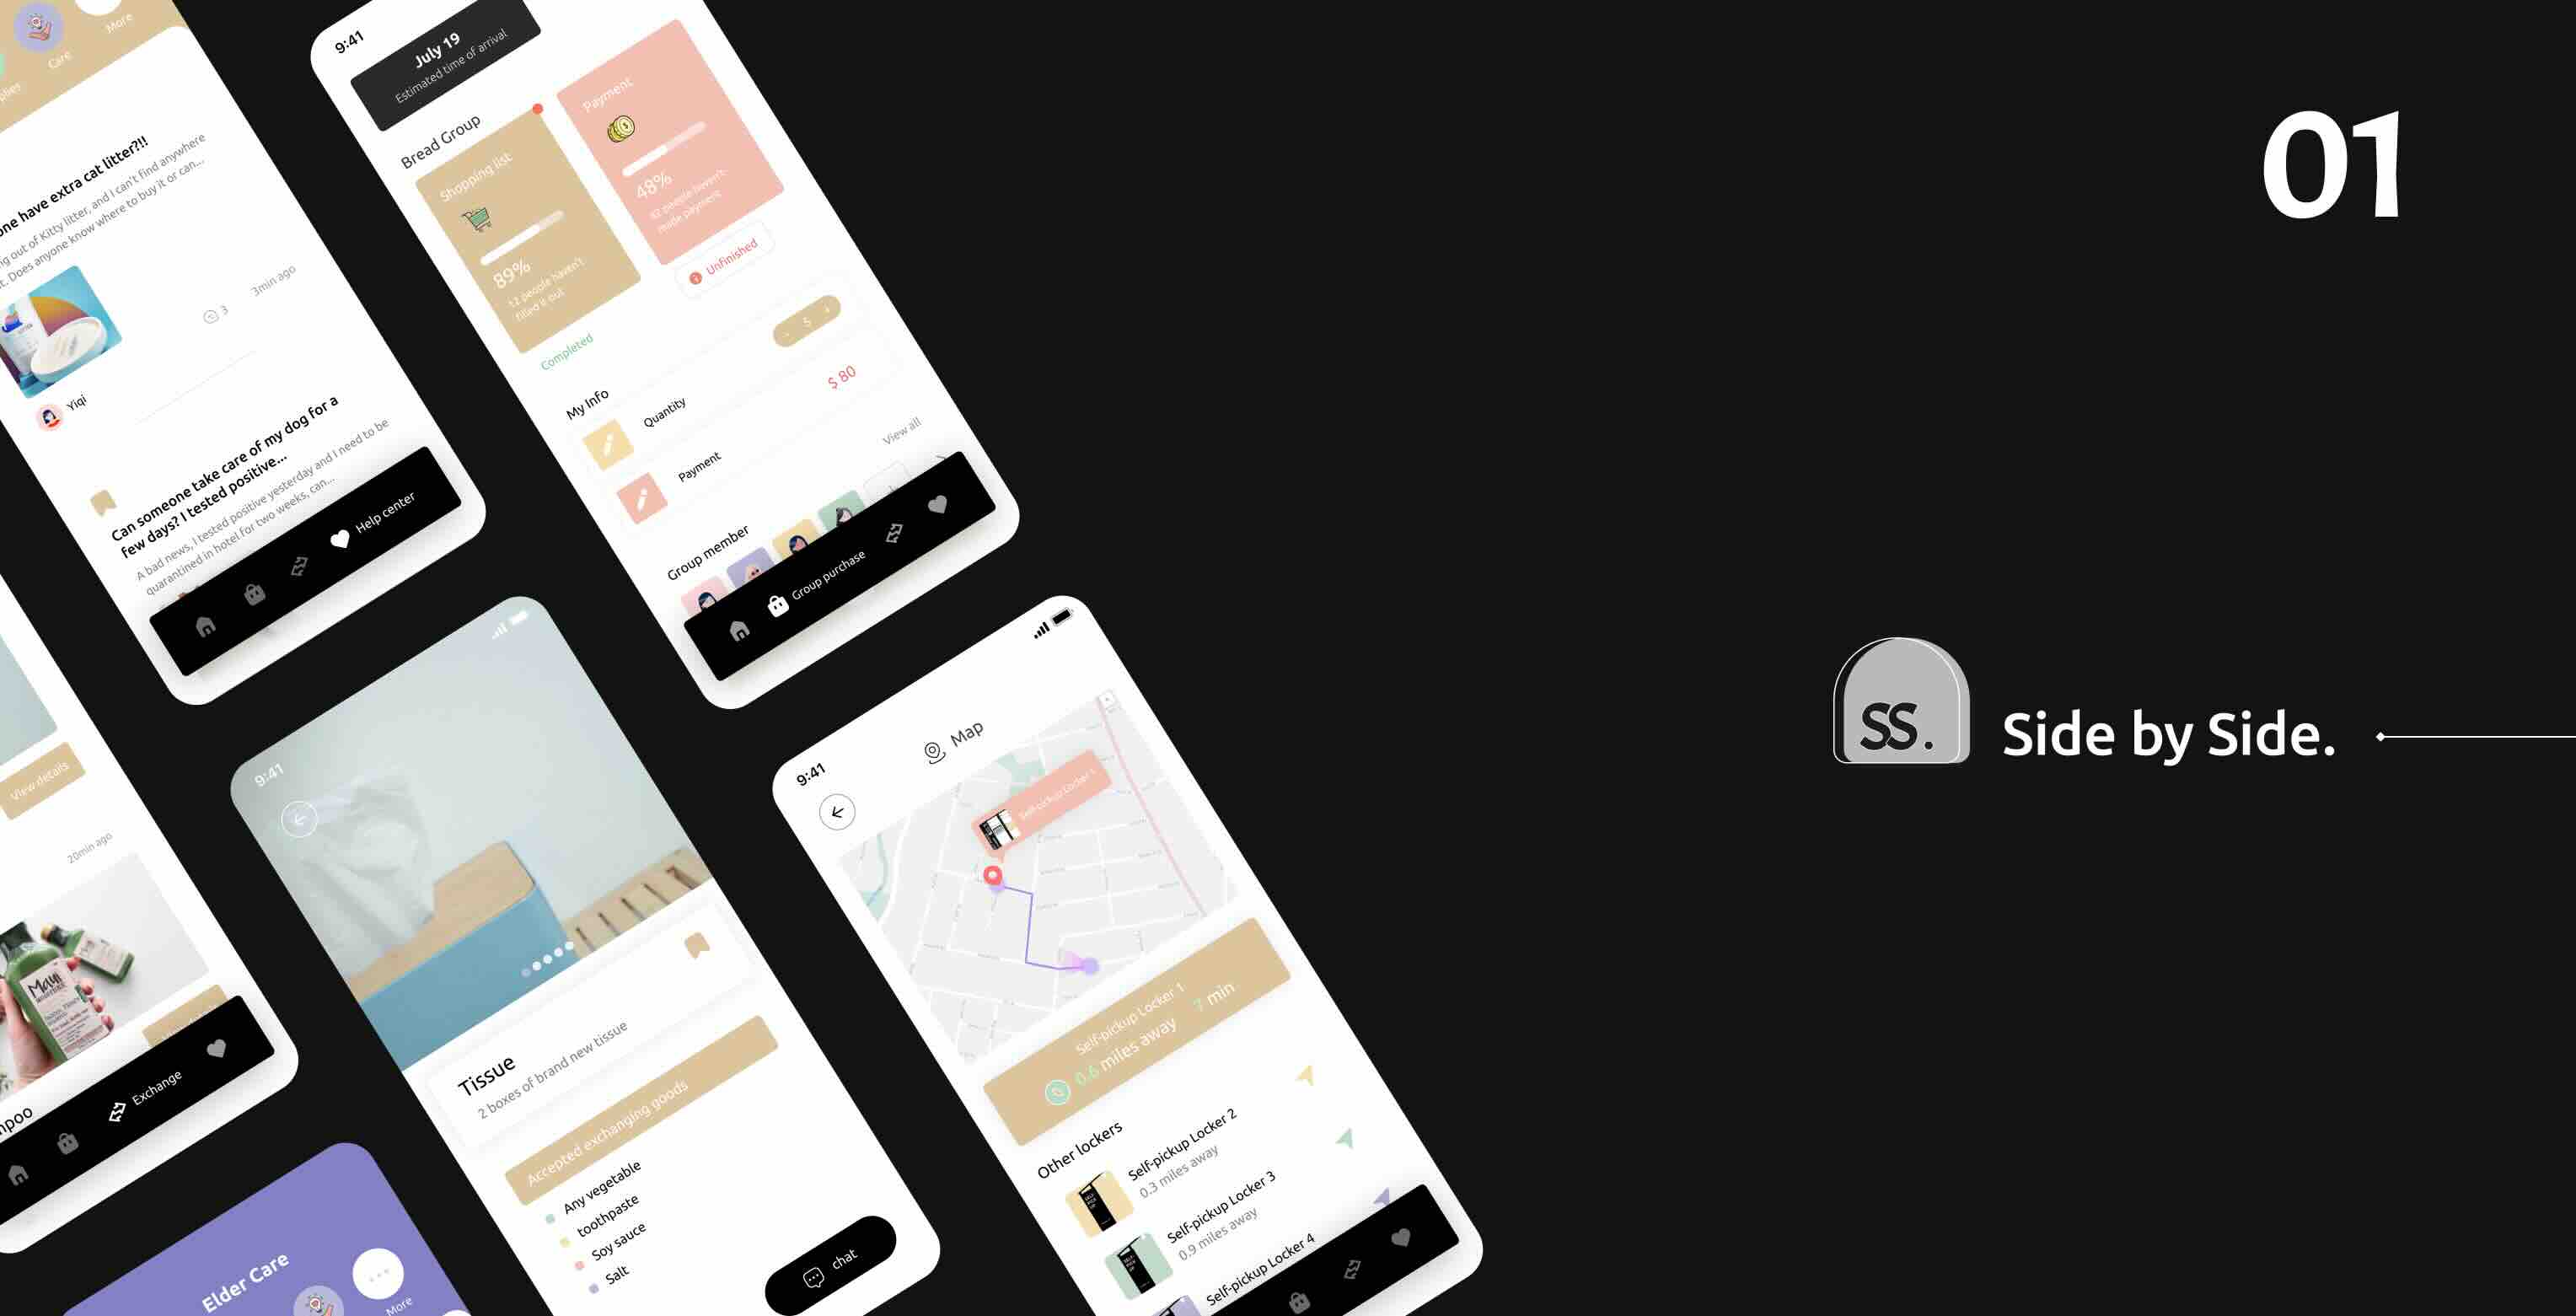 More
Care
9:41
July 19
Estimated time of arrival
Bread Group
Shopping list
89%
12 people haven't
filled it out
Completed
Payment
48%
42 people haven't
made payment
Unfinished
My Info
Quantity
- 5 +
Payment
$ 80
Group member
View all
Group purchase
one have extra cat litter?!!
out of Kitty litter, and I can't find anywhere
Does anyone know where to buy it or can...
3
3min ago
Yiqi
Can someone take care of my dog for a
few days? I tested positive...
A bad news, I tested positive yesterday and I need to be
quarantined in hotel for two weeks, can...
Help center
View details
20min ago
Exchange
Elder Care
More
9:41
Tissue
2 boxes of brand new tissue
Accepted exchanging goods
Any vegetable
toothpaste
Soy sauce
Salt
chat
9:41
Map
Self-pickup Locker 1
Self-pickup Locker 1
0.6 miles away 7 min
Other lockers
Self-pickup Locker 2
0.3 miles away
Self-pickup Locker 3
0.9 miles away
Self-pickup Locker 4
01
SS.
Side by Side.